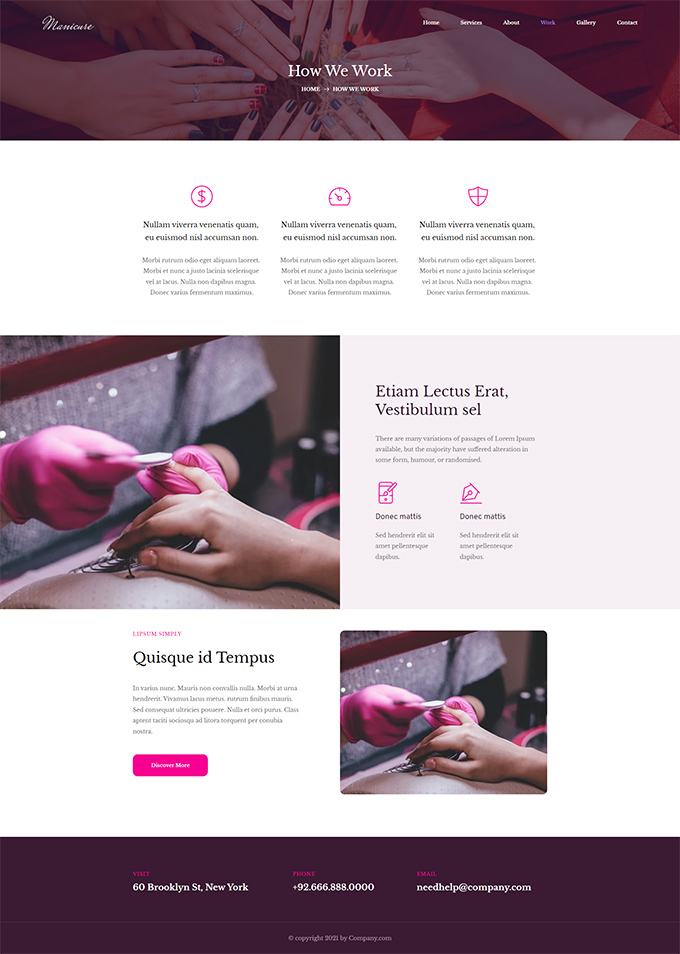 Manicure
Home Services About Work Gallery Contact
How We Work
HOME → HOW WE WORK
Nullam viverra venenatis quam,
eu euismod nisl accumsan non.
Morbi rutrum odio eget aliquam laoreet.
Morbi et nunc a justo lacinia scelerisque
vel at lacus. Nulla non dapibus magna.
Donec varius fermentum maximus.
Nullam viverra venenatis quam,
eu euismod nisl accumsan non.
Morbi rutrum odio eget aliquam laoreet.
Morbi et nunc a justo lacinia scelerisque
vel at lacus. Nulla non dapibus magna.
Donec varius fermentum maximus.
Nullam viverra venenatis quam,
eu euismod nisl accumsan non.
Morbi rutrum odio eget aliquam laoreet.
Morbi et nunc a justo lacinia scelerisque
vel at lacus. Nulla non dapibus magna.
Donec varius fermentum maximus.
Etiam Lectus Erat,
Vestibulum sel
There are many variations of passages of Lorem Ipsum
available, but the majority have suffered alteration in
some form, humour, or randomised.
Donec mattis
Sed hendrerit elit sit
amet pellentesque
dapibus.
Donec mattis
Sed hendrerit elit sit
amet pellentesque
dapibus.
LIPSUM SIMPLY
Quisque id Tempus
In varius nunc. Mauris non convallis nulla. Morbi at urna
hendrerit. Vivamus lacus metus, rutrum finibus mauris.
Sed consequat ultricies posuere. Nulla et orci purus. Class
aptent taciti sociosqu ad litora torquent per conubia
nostra.
Discover More
VISIT
60 Brooklyn St, New York
PHONE
+92.666.888.0000
EMAIL
needhelp@company.com
© copyright 2021 by Company.com